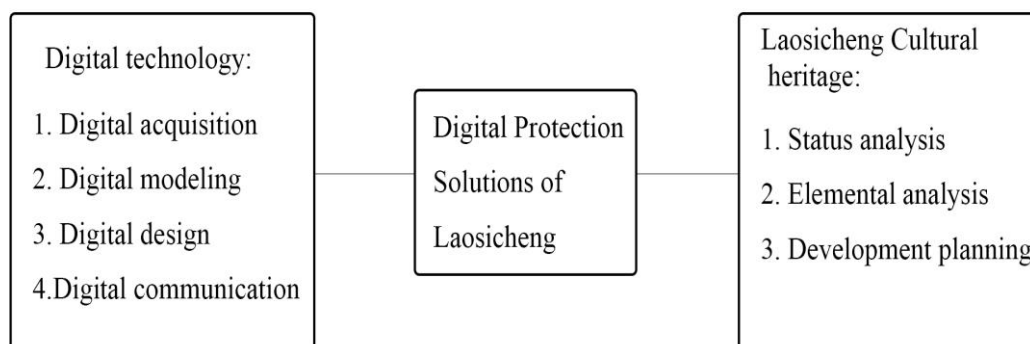 Digital technology:
1. Digital acquisition
2. Digital modeling
3. Digital design
4.Digital communication
Digital Protection
Solutions of
Laosicheng
Laosicheng Cultural
heritage:
1. Status analysis
2. Elemental analysis
3. Development planning